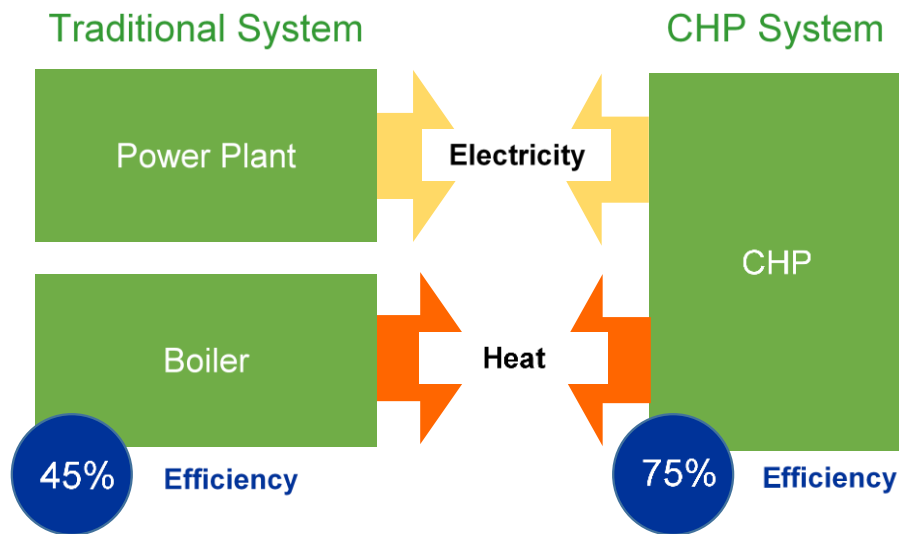 Traditional System
CHP System
Power Plant
Electricity
CHP
Boiler
Heat
45%
Efficiency
75%
Efficiency